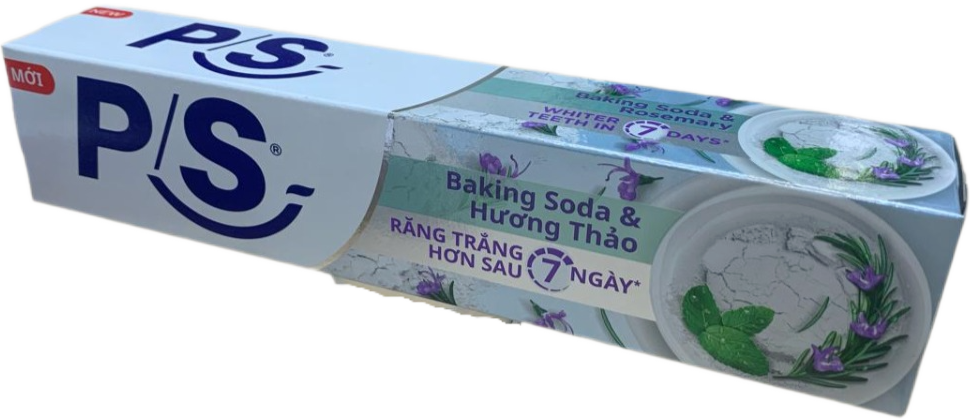 NEW
P/S®
Baking Soda &
Rosemary
WHITER
TEETH IN 7 DAYS*
MỚI
P/S®
Baking Soda &
Hương Thảo
RĂNG TRẮNG
HƠN SAU 7 NGÀY*